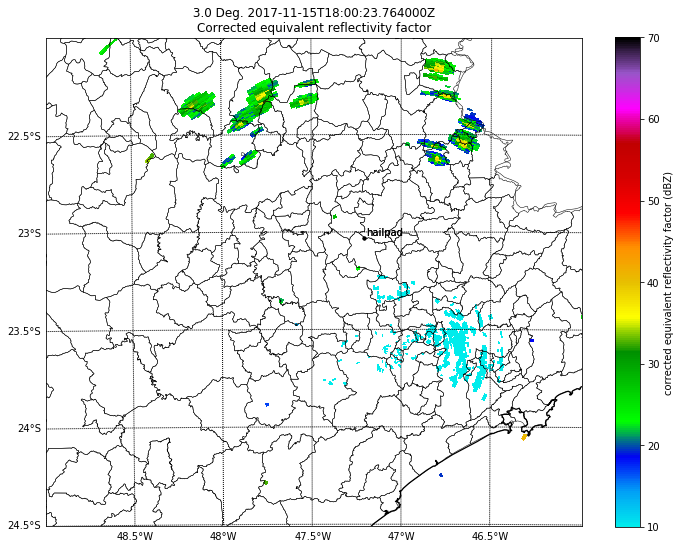 3.0 Deg. 2017-11-15T18:00:23.764000Z
Corrected equivalent reflectivity factor
22.5°S
23°S
23.5°S
24°S
24.5°S
48.5°W
48°W
47.5°W
47°W
46.5°W
hailpad
70
60
50
40
30
20
10
corrected equivalent reflectivity factor (dBZ)